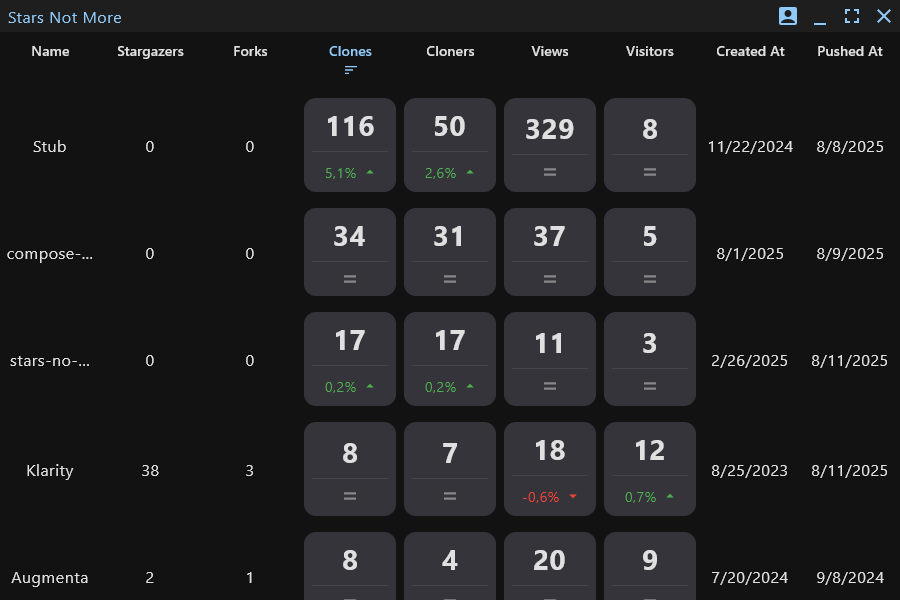 Stars Not More
Name Stargazers Forks Clones Cloners Views Visitors Created At Pushed At
Stub 0 0 116 50 329 8 11/22/2024 8/8/2025
5,1% 2,6% = =
compose-... 0 0 34 31 37 5 8/1/2025 8/9/2025
= = = =
stars-no-... 0 0 17 17 11 3 2/26/2025 8/11/2025
0,2% 0,2% = =
Klarity 38 3 8 7 18 12 8/25/2023 8/11/2025
= = -0,6% 0,7%
Augmenta 2 1 8 4 20 9 7/20/2024 9/8/2024